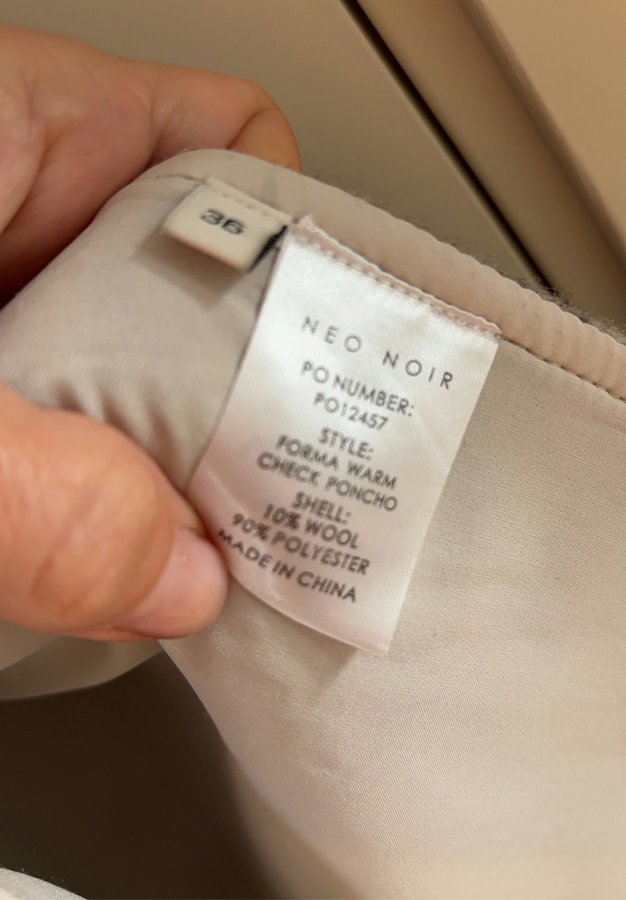 36
NEO NOIR
PO NUMBER:
PO12457
STYLE:
FORMA WARM
CHECK PONCHO
SHELL:
10% WOOL
90% POLYESTER
MADE IN CHINA